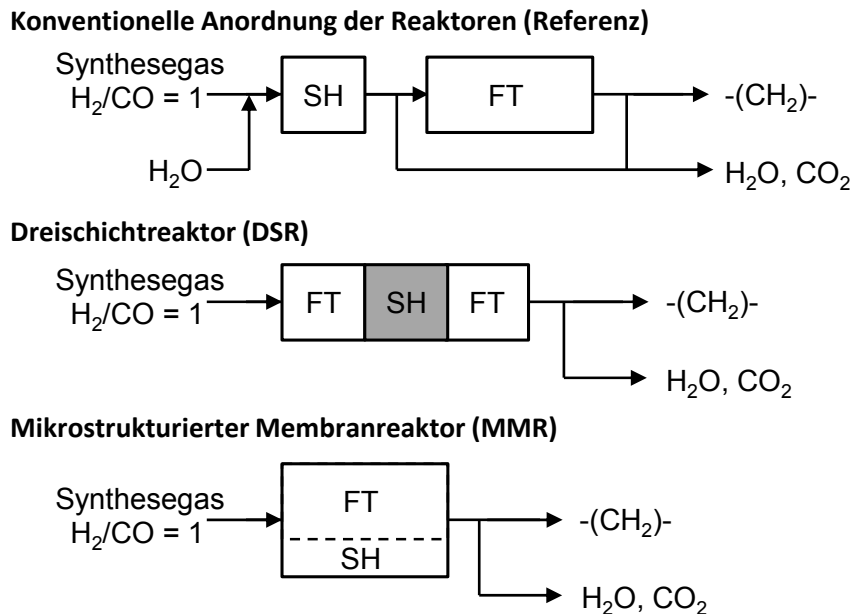 Konventionelle Anordnung der Reaktoren (Referenz)
Synthesegas
H₂/CO = 1
SH
FT
-(CH₂)-
H₂O
H₂O, CO₂
Dreischichtreaktor (DSR)
Synthesegas
H₂/CO = 1
FT
SH
FT
-(CH₂)-
H₂O, CO₂
Mikrostrukturierter Membranreaktor (MMR)
Synthesegas
H₂/CO = 1
FT
SH
-(CH₂)-
H₂O, CO₂